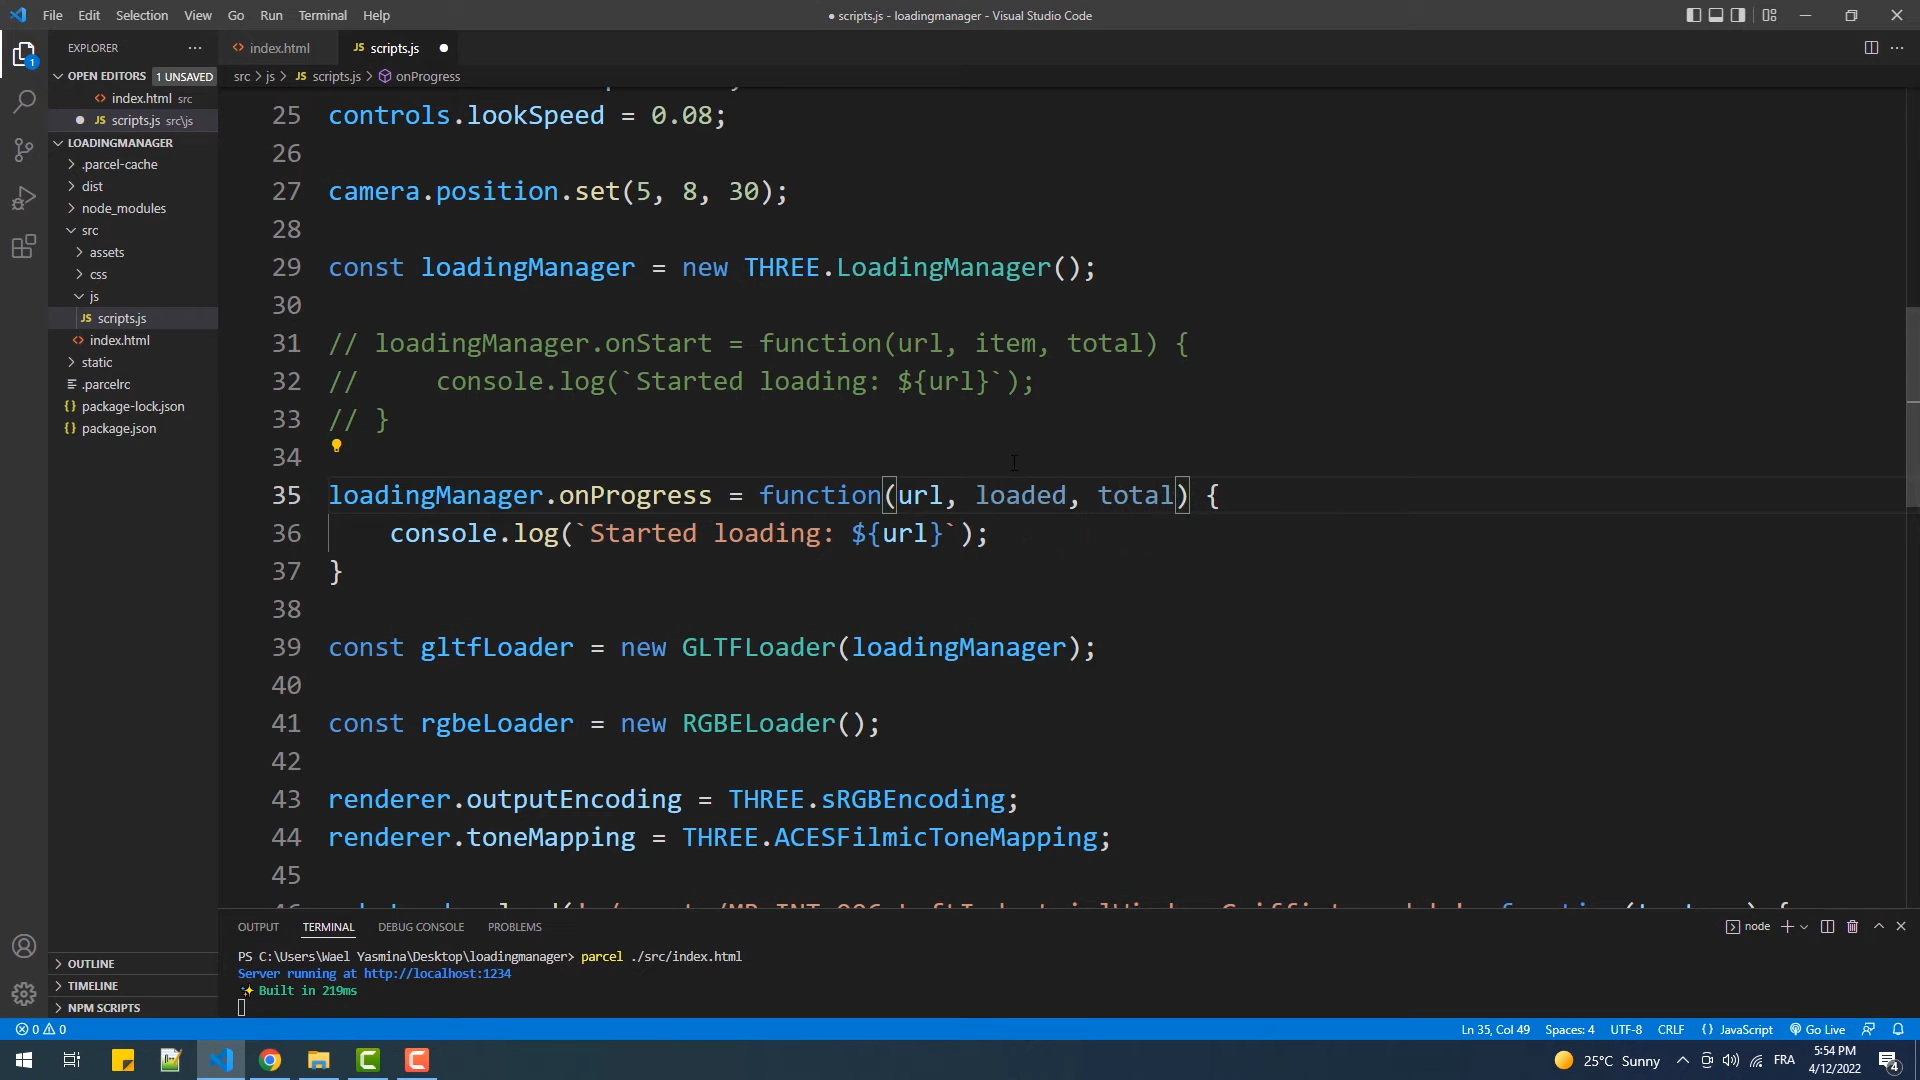 File Edit Selection View Go Run Terminal Help
● scripts.js - loadingmanager - Visual Studio Code
EXPLORER
OPEN EDITORS 1 UNSAVED
index.html src
scripts.js src\js
LOADINGMANAGER
.parcel-cache
dist
node_modules
src
assets
css
js
scripts.js
index.html
static
.parcelrc
package-lock.json
package.json
OUTLINE
TIMELINE
NPM SCRIPTS
index.html
JS scripts.js
src > js > JS scripts.js > onProgress
25 controls.lookSpeed = 0.08;
26
27 camera.position.set(5, 8, 30);
28
29 const loadingManager = new THREE.LoadingManager();
30
31 // loadingManager.onStart = function(url, item, total) {
32 //     console.log(`Started loading: ${url}`);
33 // }
34
35 loadingManager.onProgress = function(url, loaded, total) {
36     console.log(`Started loading: ${url}`);
37 }
38
39 const gltfLoader = new GLTFLoader(loadingManager);
40
41 const rgbeLoader = new RGBELoader();
42
43 renderer.outputEncoding = THREE.sRGBEncoding;
44 renderer.toneMapping = THREE.ACESFilmicToneMapping;
45
OUTPUT TERMINAL DEBUG CONSOLE PROBLEMS
node
PS C:\Users\Wael Yasmina\Desktop\loadingmanager> parcel ./src/index.html
Server running at http://localhost:1234
✨ Built in 219ms
0 0
Ln 35, Col 49 Spaces: 4 UTF-8 CRLF {} JavaScript Go Live
25°C Sunny
FRA
5:54 PM
4/12/2022
4